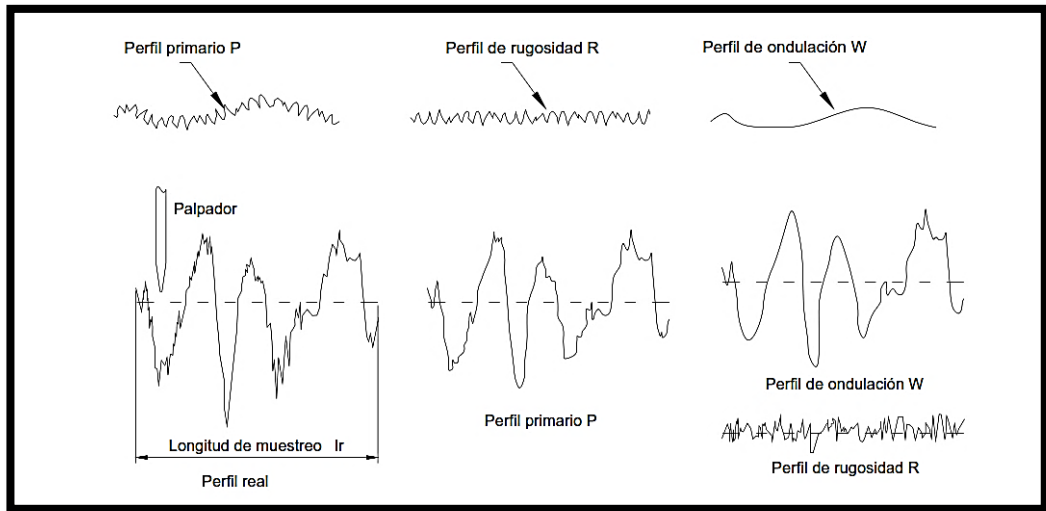 Perfil primario P
Perfil de rugosidad R
Perfil de ondulación W
Palpador
Longitud de muestreo lr
Perfil real
Perfil primario P
Perfil de ondulación W
Perfil de rugosidad R